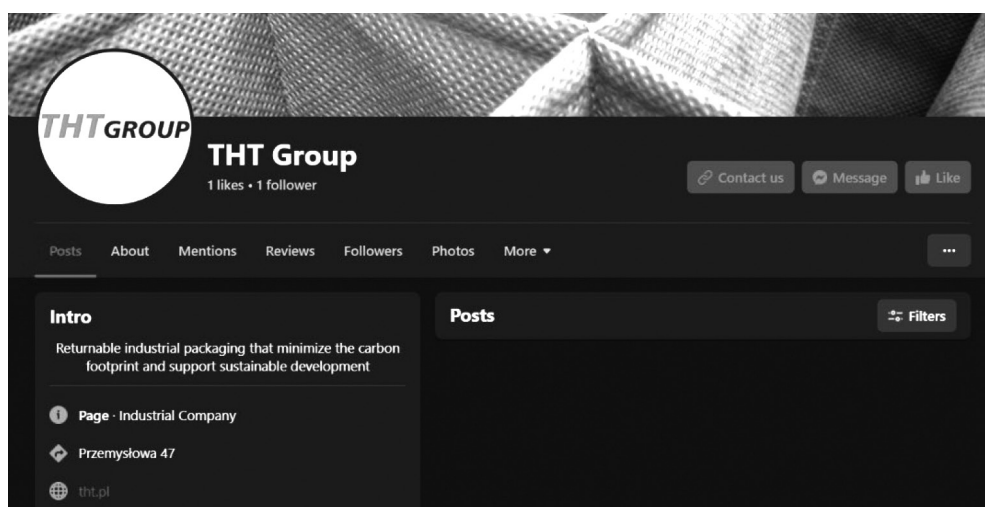 THTGROUP
THT Group
1 likes • 1 follower
Contact us
Message
Like
Posts
About
Mentions
Reviews
Followers
Photos
More
Intro
Returnable industrial packaging that minimize the carbon
footprint and support sustainable development
Page · Industrial Company
Przemysłowa 47
tht.pl
Posts
Filters